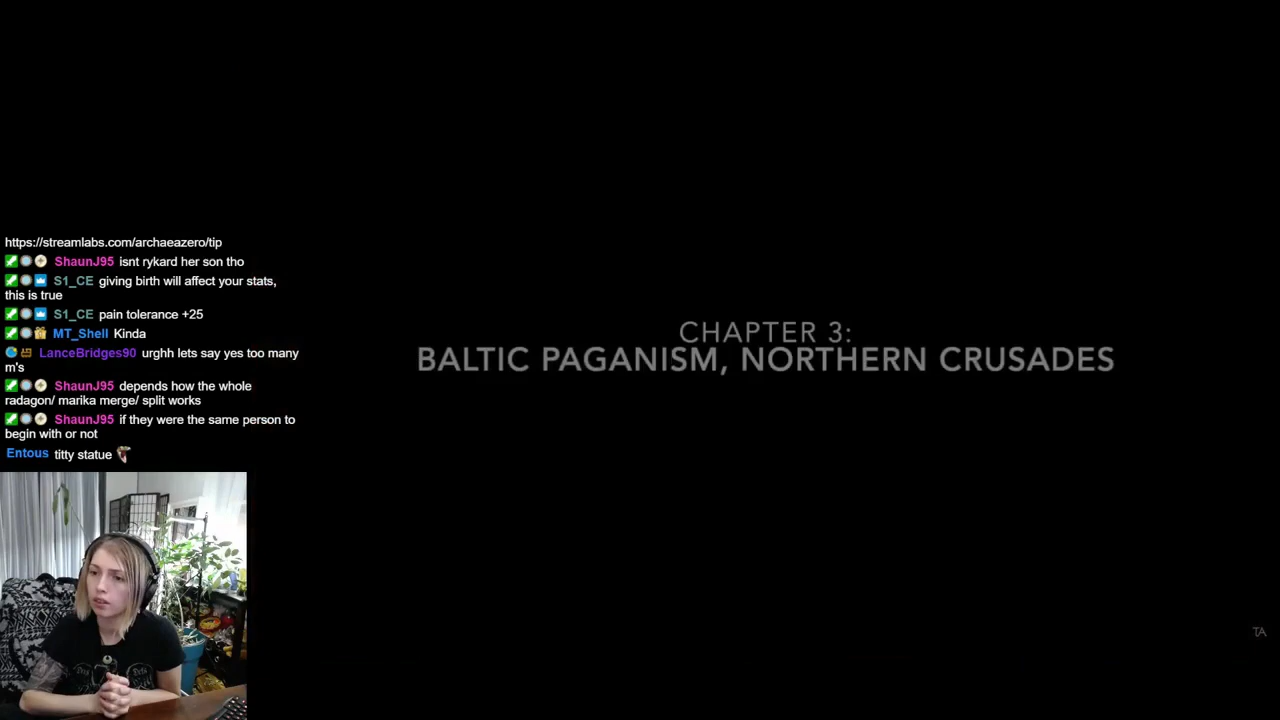 https://streamlabs.com/archaeazero/tip
ShaunJ95 isnt rykard her son tho
S1_CE giving birth will affect your stats,
this is true
S1_CE pain tolerance +25
MT_Shell Kinda
LanceBridges90 urghh lets say yes too many
m's
ShaunJ95 depends how the whole
radagon/ marika merge/ split works
ShaunJ95 if they were the same person to
begin with or not
Entous titty statue
CHAPTER 3:
BALTIC PAGANISM, NORTHERN CRUSADES
TA